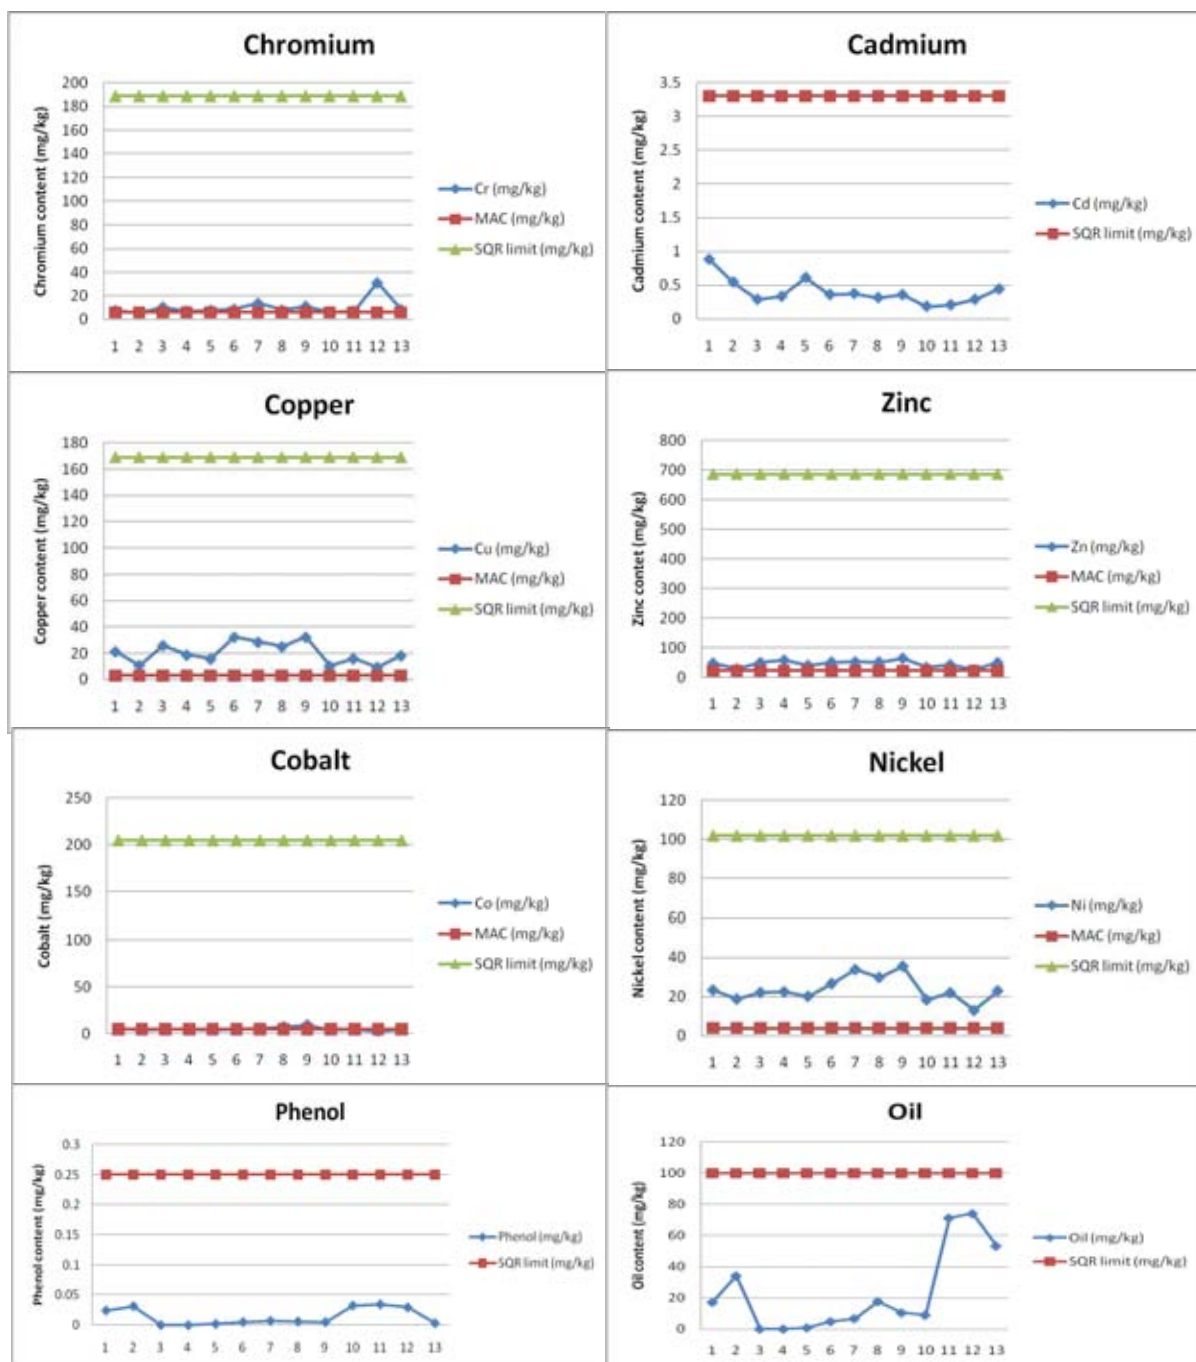 Chromium
Chromium content (mg/kg)
200
180
160
140
120
100
80
60
40
20
0
1 2 3 4 5 6 7 8 9 10 11 12 13
Cr (mg/kg)
MAC (mg/kg)
SQR limit (mg/kg)
Cadmium
Cadmium content (mg/kg)
3.5
3
2.5
2
1.5
1
0.5
0
1 2 3 4 5 6 7 8 9 10 11 12 13
Cd (mg/kg)
SQR limit (mg/kg)
Copper
Copper content (mg/kg)
180
160
140
120
100
80
60
40
20
0
1 2 3 4 5 6 7 8 9 10 11 12 13
Cu (mg/kg)
MAC (mg/kg)
SQR limit (mg/kg)
Zinc
Zinc contet (mg/kg)
800
700
600
500
400
300
200
100
0
1 2 3 4 5 6 7 8 9 10 11 12 13
Zn (mg/kg)
MAC (mg/kg)
SQR limit (mg/kg)
Cobalt
Cobalt (mg/kg)
250
200
150
100
50
0
1 2 3 4 5 6 7 8 9 10 11 12 13
Co (mg/kg)
MAC (mg/kg)
SQR limit (mg/kg)
Nickel
Nickel content (mg/kg)
120
100
80
60
40
20
0
1 2 3 4 5 6 7 8 9 10 11 12 13
Ni (mg/kg)
MAC (mg/kg)
SQR limit (mg/kg)
Phenol
Phenol content (mg/kg)
0.3
0.25
0.2
0.15
0.1
0.05
0
1 2 3 4 5 6 7 8 9 10 11 12 13
Phenol (mg/kg)
SQR limit (mg/kg)
Oil
Oil content (mg/kg)
120
100
80
60
40
20
0
1 2 3 4 5 6 7 8 9 10 11 12 13
Oil (mg/kg)
SQR limit (mg/kg)